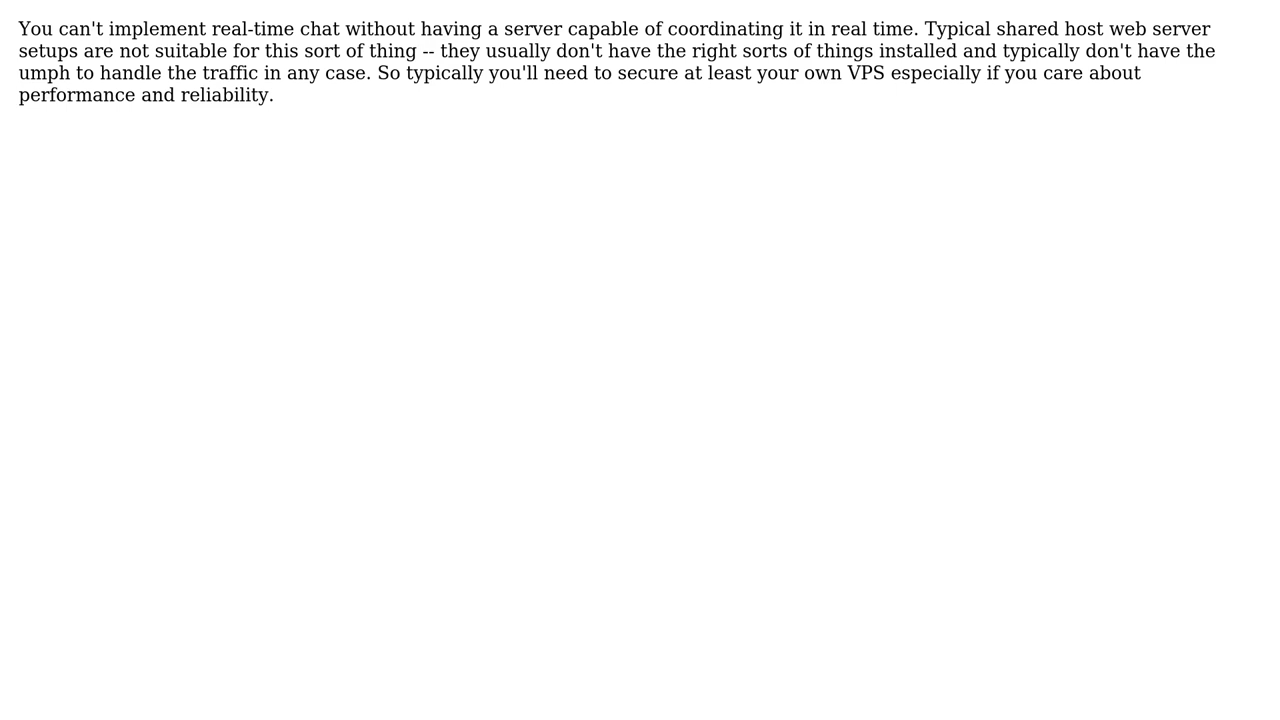 You can't implement real-time chat without having a server capable of coordinating it in real time. Typical shared host web server
setups are not suitable for this sort of thing -- they usually don't have the right sorts of things installed and typically don't have the
umph to handle the traffic in any case. So typically you'll need to secure at least your own VPS especially if you care about
performance and reliability.